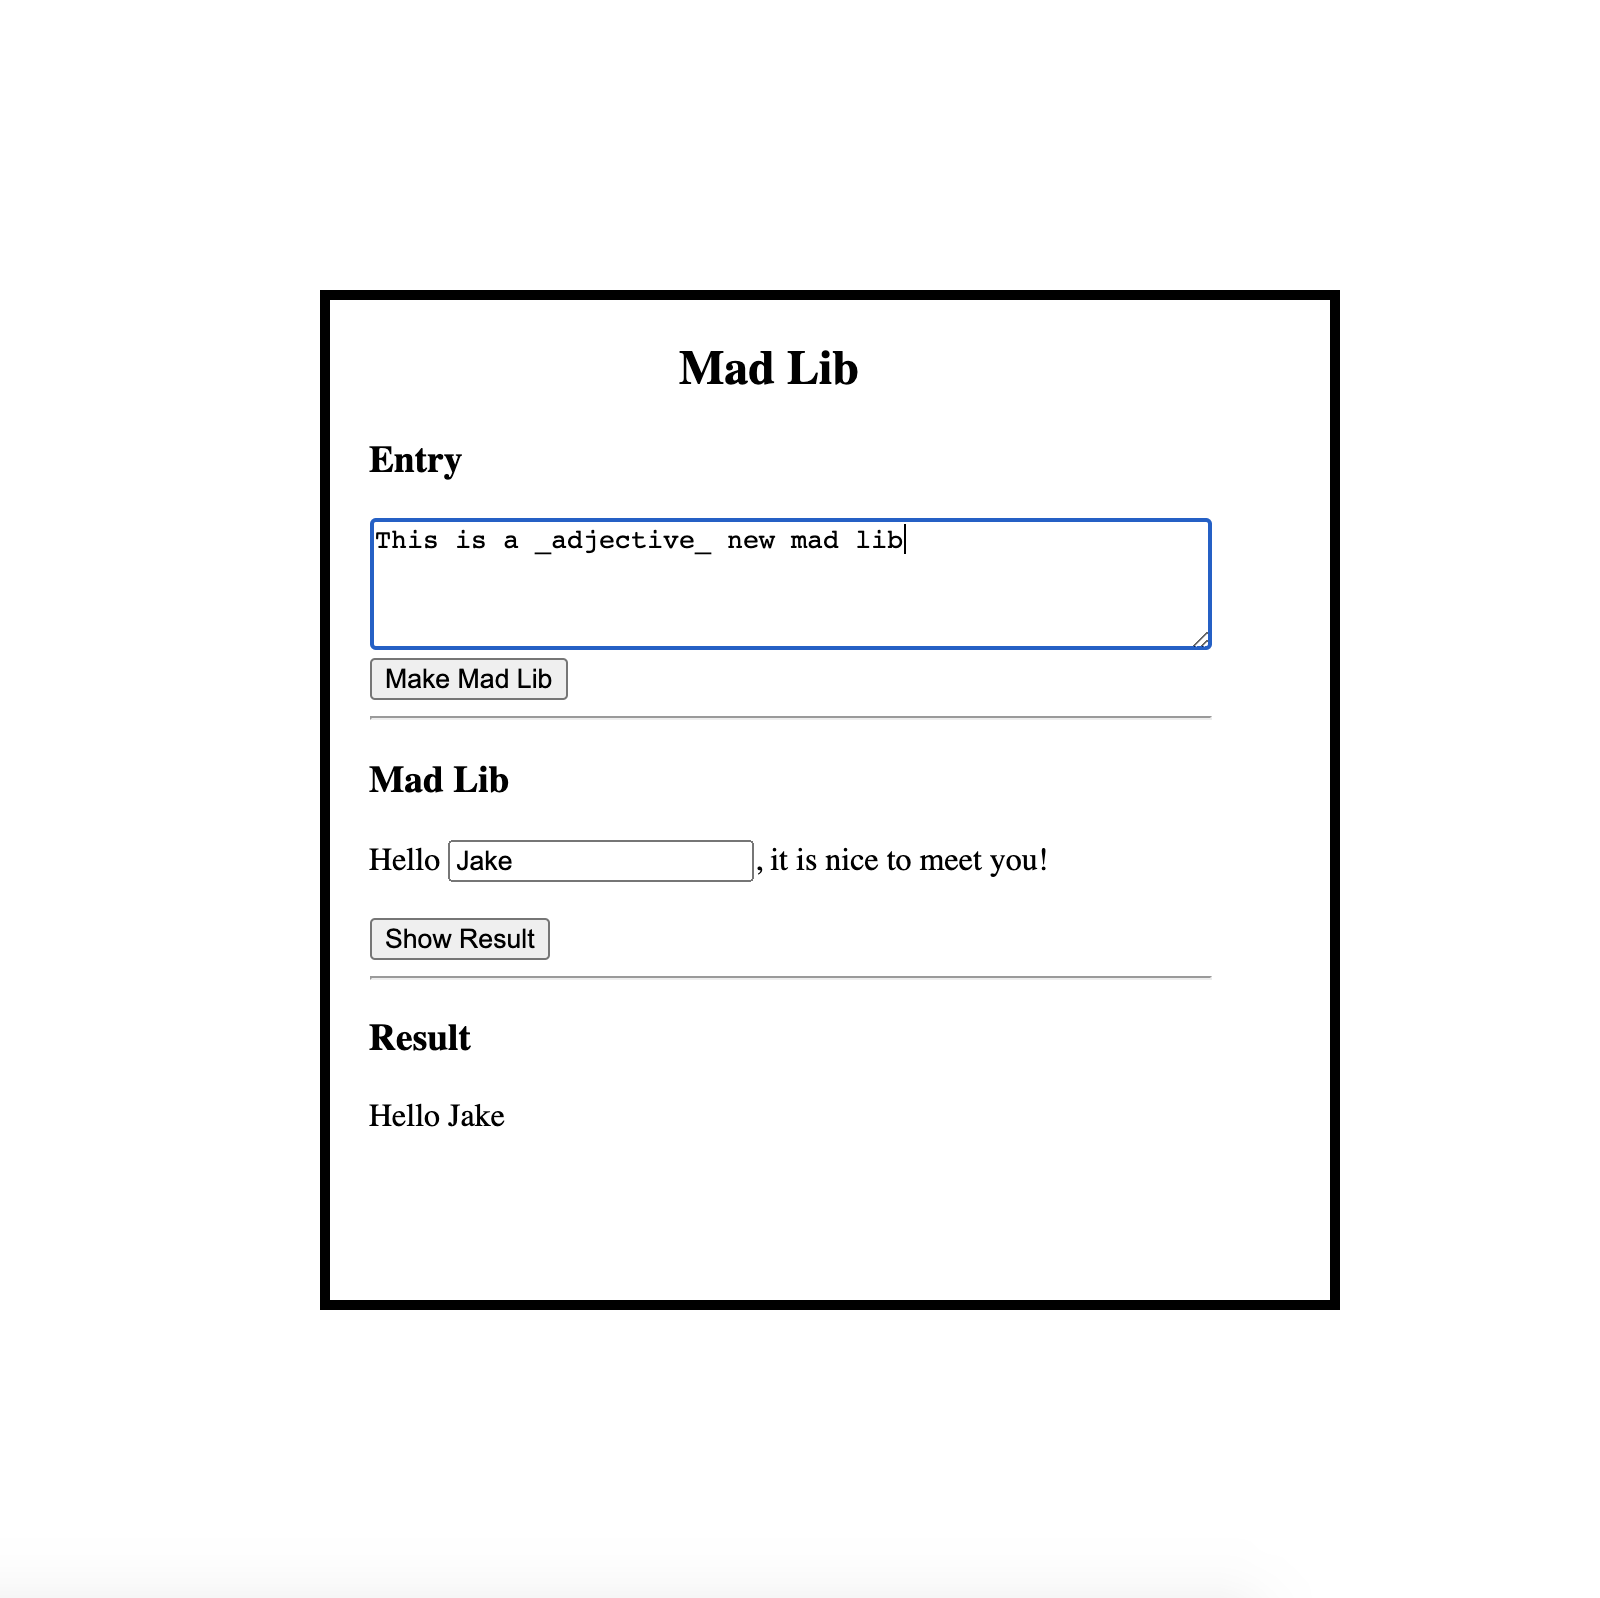 Mad Lib
Entry
This is a _adjective_ new mad lib
Make Mad Lib
Mad Lib
Hello Jake, it is nice to meet you!
Show Result
Result
Hello Jake